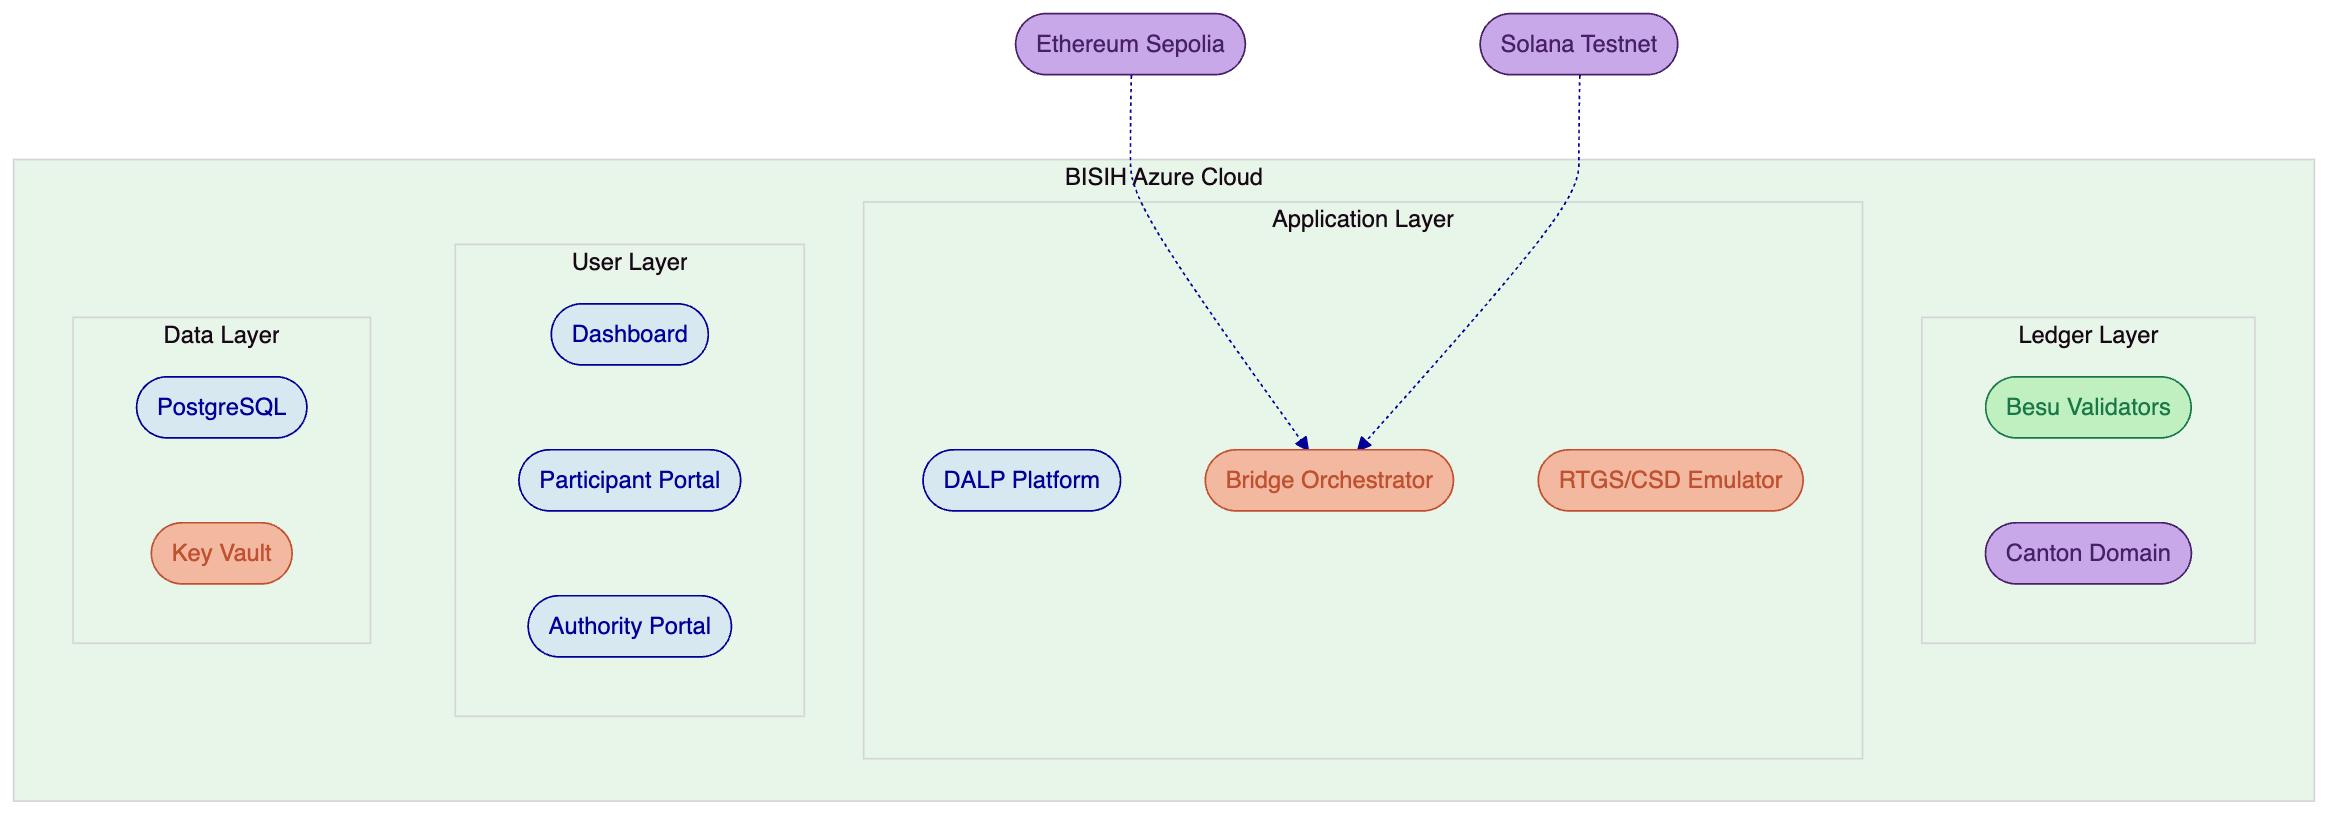 Ethereum Sepolia
Solana Testnet
BISIH Azure Cloud
Data Layer
PostgreSQL
Key Vault
User Layer
Dashboard
Participant Portal
Authority Portal
Application Layer
DALP Platform
Bridge Orchestrator
RTGS/CSD Emulator
Ledger Layer
Besu Validators
Canton Domain